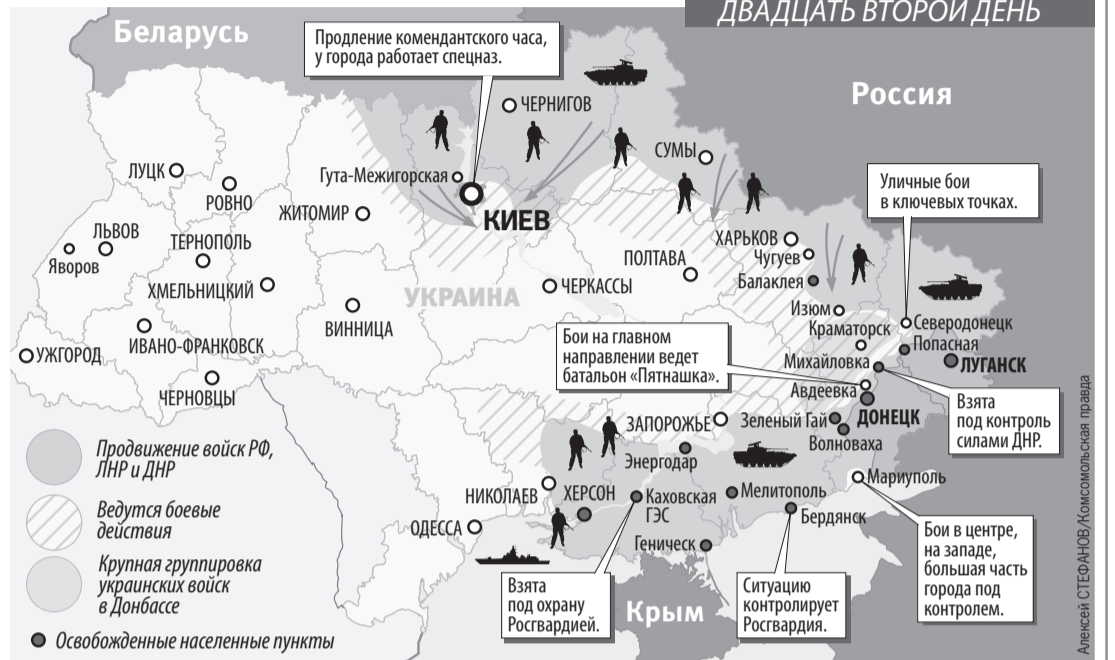 ДВАДЦАТЬ ВТОРОЙ ДЕНЬ
Беларусь
Продление комендантского часа,
у города работает спецназ.
Россия
ЧЕРНИГОВ
СУМЫ
Гута-Межигорская
КИЕВ
Уличные бои
в ключевых точках.
ЛУЦК
РОВНО
ЖИТОМИР
ЛЬВОВ
Яворов
ТЕРНОПОЛЬ
ХМЕЛЬНИЦКИЙ
УКРАИНА
ЧЕРКАССЫ
ПОЛТАВА
ХАРЬКОВ
Чугуев
Балаклея
Изюм
Краматорск
Северодонецк
Попасная
ЛУГАНСК
ВИННИЦА
ИВАНО-ФРАНКОВСК
УЖГОРОД
ЧЕРНОВЦЫ
Бои на главном
направлении ведет
батальон «Пятнашка».
Михайловка
Авдеевка
ДОНЕЦК
Взята
под контроль
силами ДНР.
ЗАПОРОЖЬЕ
Зеленый Гай
Волноваха
Энергодар
Мариуполь
НИКОЛАЕВ
ХЕРСОН
Каховская
ГЭС
Мелитополь
Бердянск
ОДЕССА
Геническ
Бои в центре,
на западе,
большая часть
города под
контролем.
Взята
под охрану
Росгвардией.
Крым
Ситуацию
контролирует
Росгвардия.
Продвижение войск РФ,
ЛНР и ДНР
Ведутся боевые
действия
Крупная группировка
украинских войск
в Донбассе
Освобожденные населенные пункты
Алексей СТЕФАНОВ/Комсомольская правда